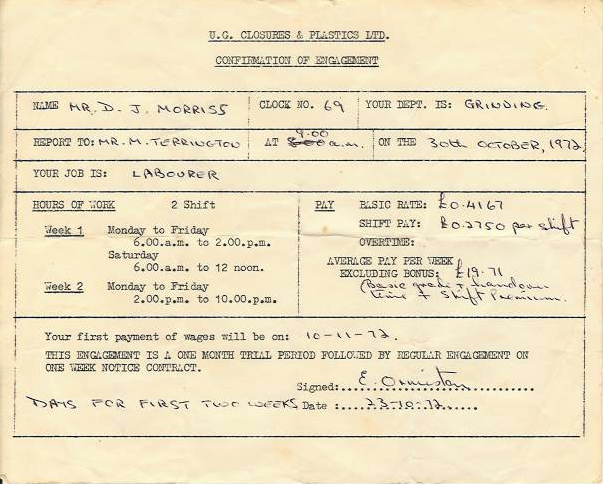 U.G. CLOSURES & PLASTICS LTD.
CONFIRMATION OF ENGAGEMENT
NAME MR. D. J. MORRISS CLOCK NO. 69 YOUR DEPT. IS: GRINDING.
REPORT TO: MR. M. TERRINGTON AT 9.00 a.m. ON THE 30th OCTOBER, 1972
YOUR JOB IS: LABOURER
HOURS OF WORK 2 Shift
Week 1 Monday to Friday
6.00.a.m. to 2.00.p.m.
Saturday
6.00.a.m. to 12 noon.
Week 2 Monday to Friday
2.00.p.m. to 10.00.p.m.
PAY BASIC RATE: £0.4167
SHIFT PAY: £0.2750 per shift
OVERTIME:
AVERAGE PAY PER WEEK
EXCLUDING BONUS: £19.71
(Basic grade + handover
time + Shift Premium.
Your first payment of wages will be on: 10-11-72.
THIS ENGAGEMENT IS A ONE MONTH TRIAL PERIOD FOLLOWED BY REGULAR ENGAGEMENT ON
ONE WEEK NOTICE CONTRACT.
Signed: E. Ormiston
DAYS FOR FIRST TWO WEEKS Date : 23-10-72